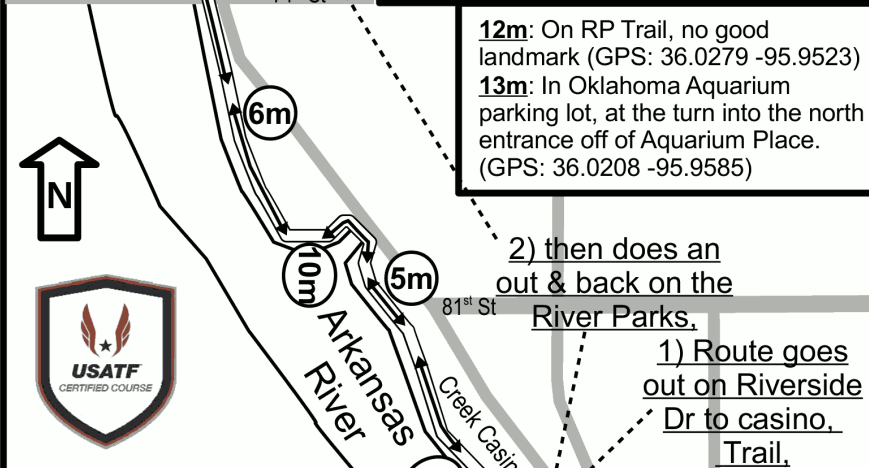 St
12m: On RP Trail, no good
landmark (GPS: 36.0279 -95.9523)
13m: In Oklahoma Aquarium
parking lot, at the turn into the north
entrance off of Aquarium Place.
(GPS: 36.0208 -95.9585)
6m
N
2) then does an
out & back on the
River Parks,
10m
5m
81st St
1) Route goes
out on Riverside
Dr to casino,
Trail,
USATF
CERTIFIED COURSE
Arkansas
River
Creek